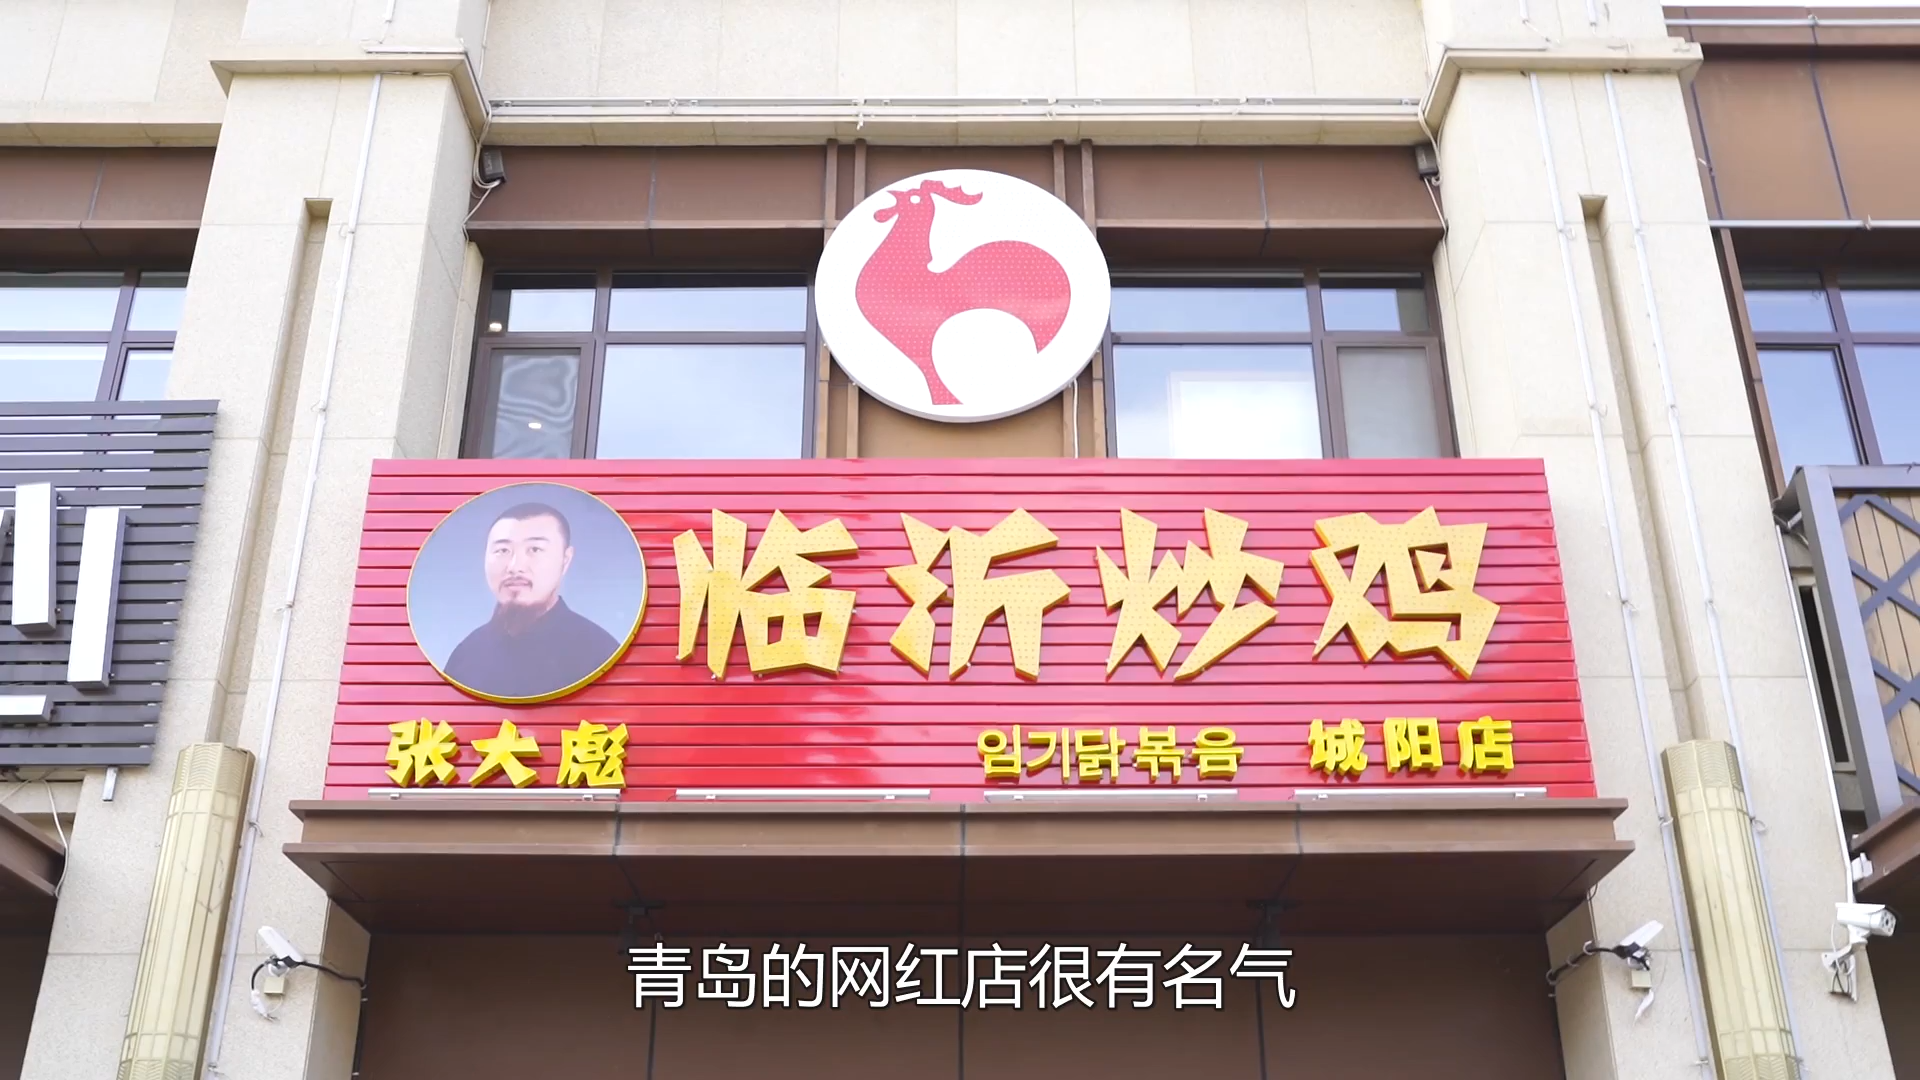 临沂炒鸡
张大彪
임기닭볶음
城阳店
青岛的网红店很有名气